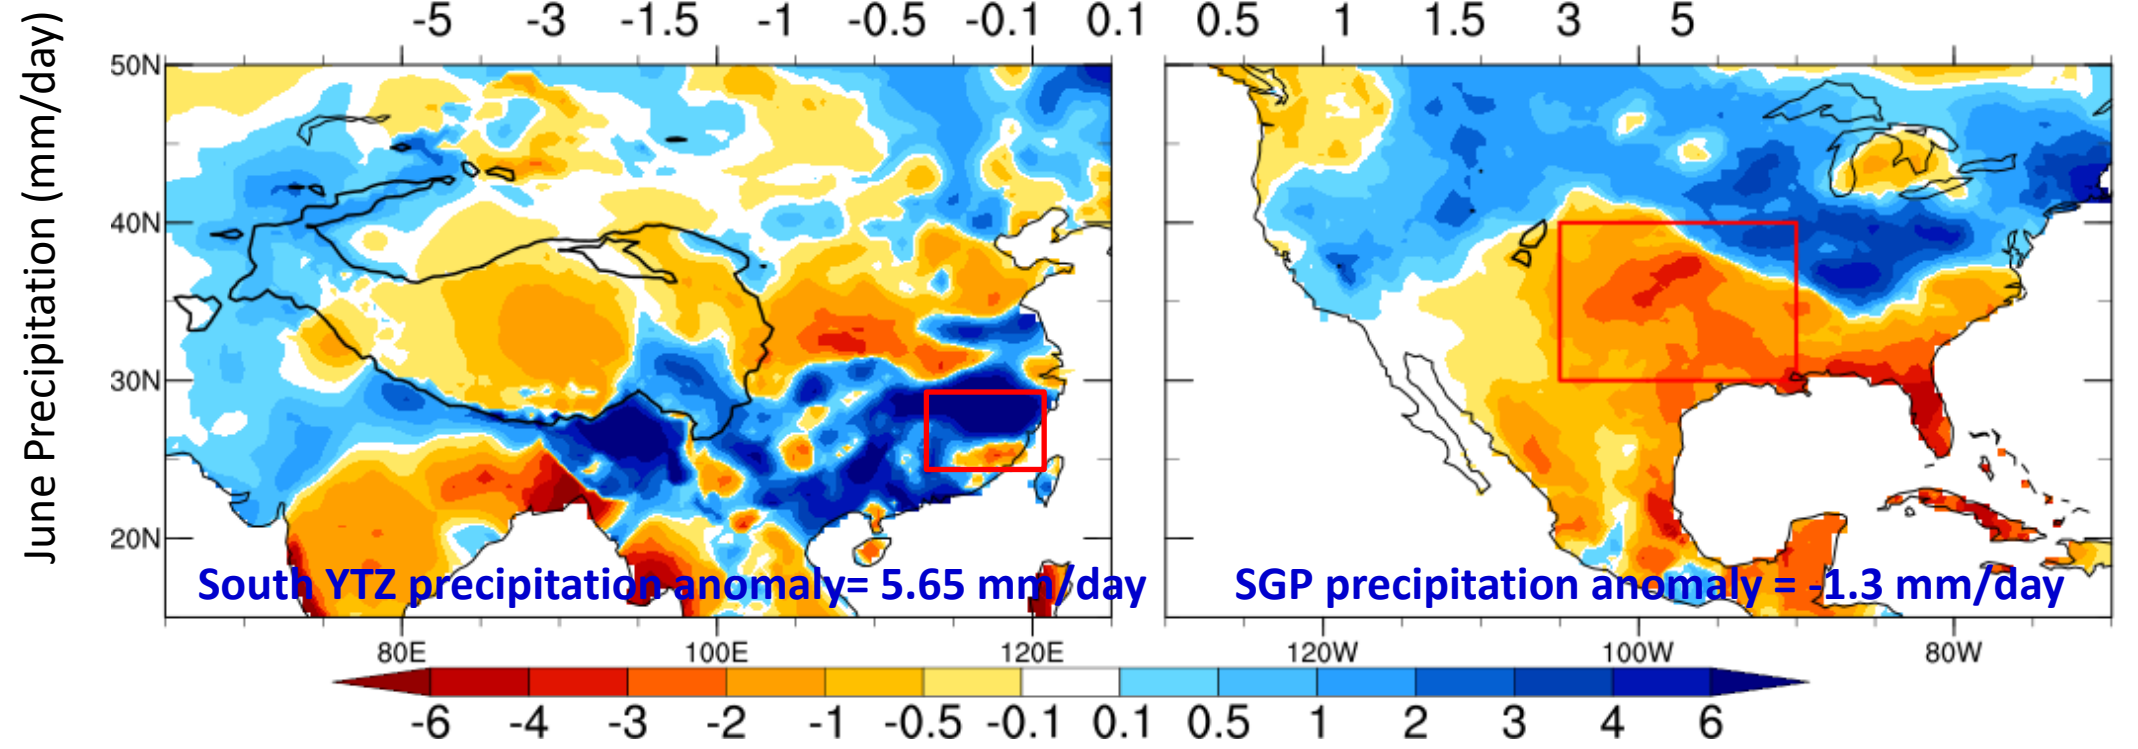 -5 -3 -1.5 -1 -0.5 -0.1 0.1 0.5 1 1.5 3 5
June Precipitation (mm/day)
50N
40N
30N
20N
South YTZ precipitation anomaly= 5.65 mm/day
SGP precipitation anomaly = -1.3 mm/day
80E 100E 120E 120W 100W 80W
-6 -4 -3 -2 -1 -0.5 -0.1 0.1 0.5 1 2 3 4 6